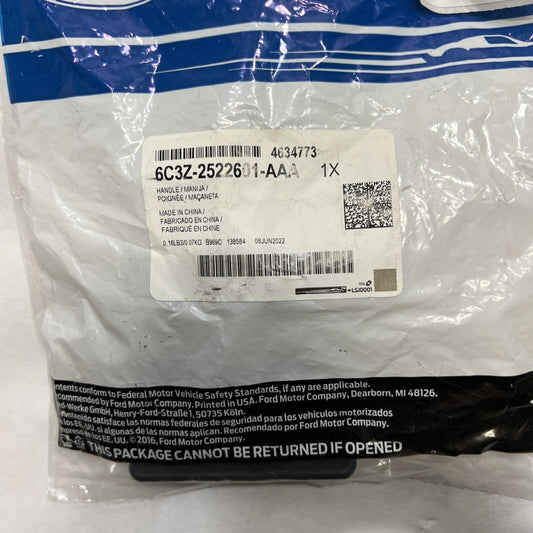 4634773
6C3Z-2522601-AAA 1X
HANDLE / MANIJA /
POIGNÉE / MAÇANETA
MADE IN CHINA /
FABRICADO EN CHINA /
FABRIQUÉ EN CHINE
0.16LBS/0.07KG B969C 138584 08JUN2022
LSJ0001
ntents conform to Federal Motor Vehicle Safety Standards, if any are applicable.
commended by Ford Motor Company, Printed in USA. Ford Motor Company, Dearborn, MI 48126.
rd-Werke GmbH, Henry-Ford-Straße 1, 50735 Köln.
ntenido satisface las normas federales de seguridad para los vehículos motorizados
los EE. UU. si algunas de las normas aplican. Recomendado por Ford Motor Company.
en los EE. UU. © 2016, Ford Motor Company.
THIS PACKAGE CANNOT BE RETURNED IF OPENED